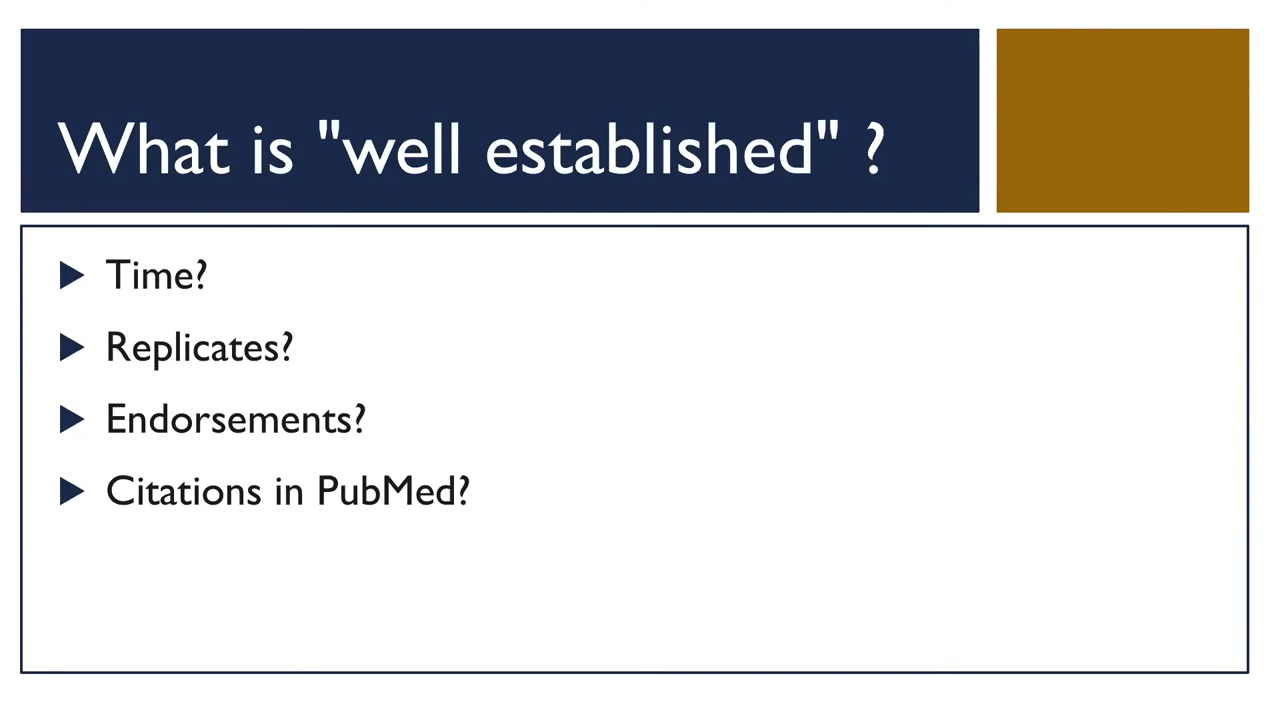 What is "well established" ?
Time?
Replicates?
Endorsements?
Citations in PubMed?